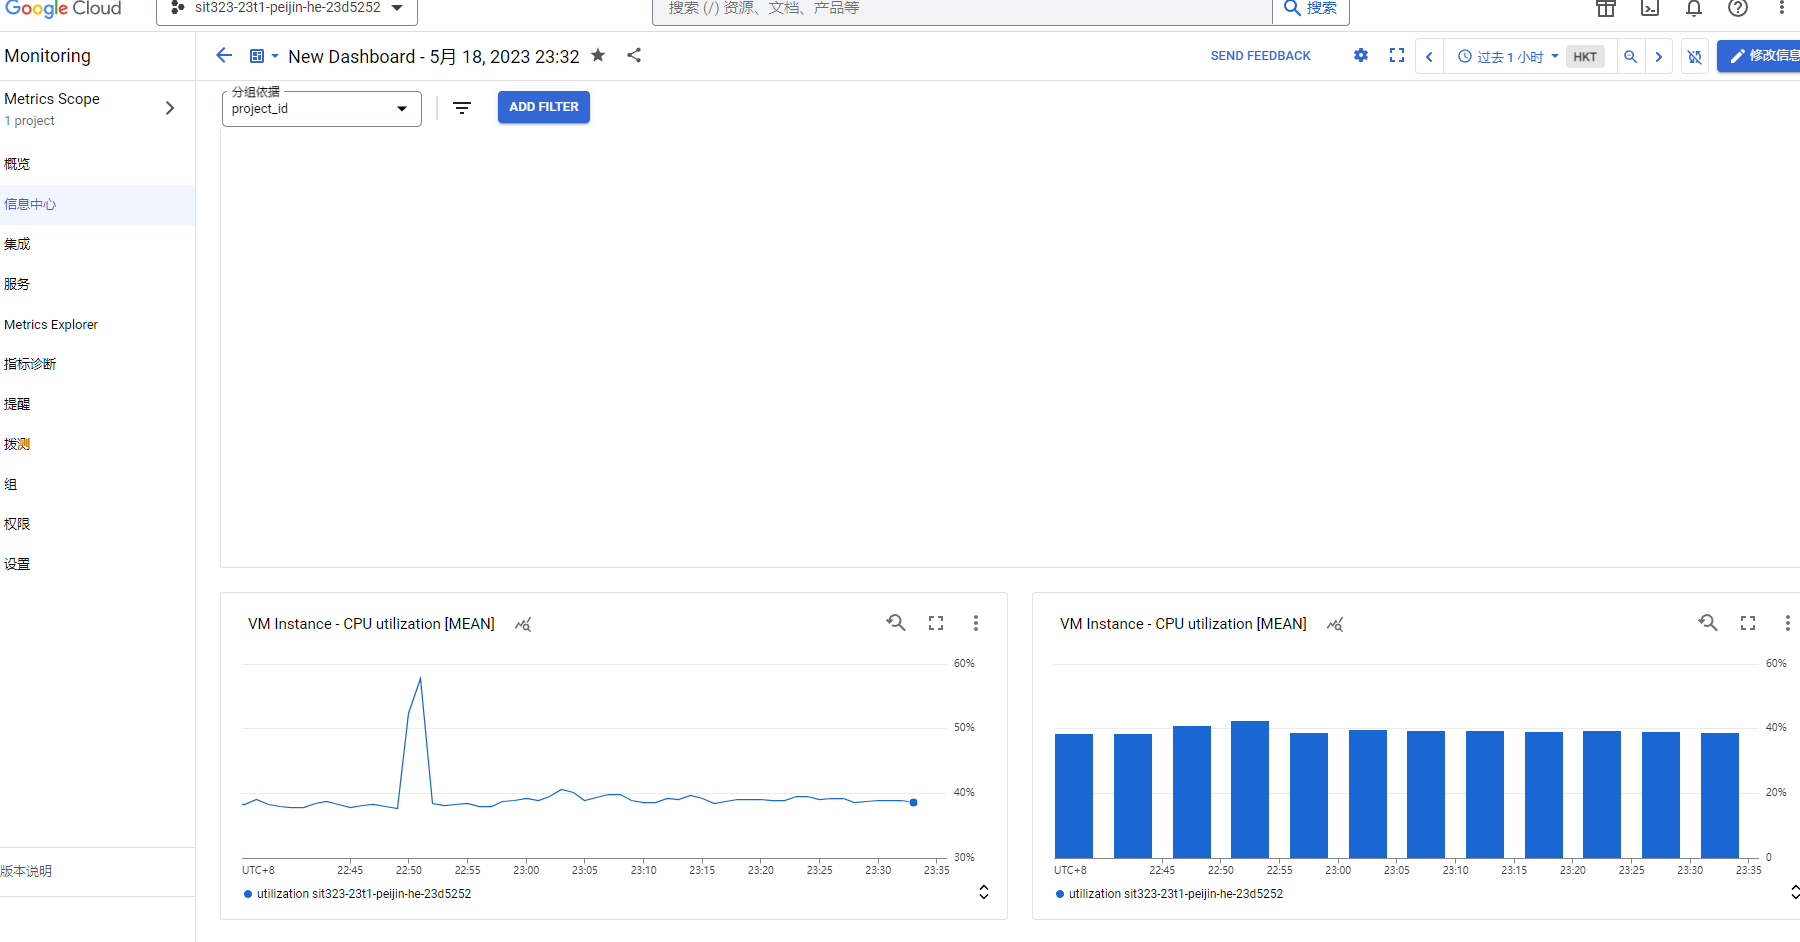 Google Cloud
sit323-23t1-peijin-he-23d5252
搜索 (/) 资源、文档、产品等
搜索
Monitoring
New Dashboard - 5月 18, 2023 23:32
SEND FEEDBACK
过去 1 小时
HKT
修改信息
Metrics Scope
1 project
分组依据
project_id
ADD FILTER
概览
信息中心
集成
服务
Metrics Explorer
指标诊断
提醒
拨测
组
权限
设置
版本说明
VM Instance - CPU utilization [MEAN]
60%
50%
40%
30%
UTC+8 22:45 22:50 22:55 23:00 23:05 23:10 23:15 23:20 23:25 23:30 23:35
utilization sit323-23t1-peijin-he-23d5252
VM Instance - CPU utilization [MEAN]
60%
40%
20%
0
UTC+8 22:45 22:50 22:55 23:00 23:05 23:10 23:15 23:20 23:25 23:30 23:35
utilization sit323-23t1-peijin-he-23d5252